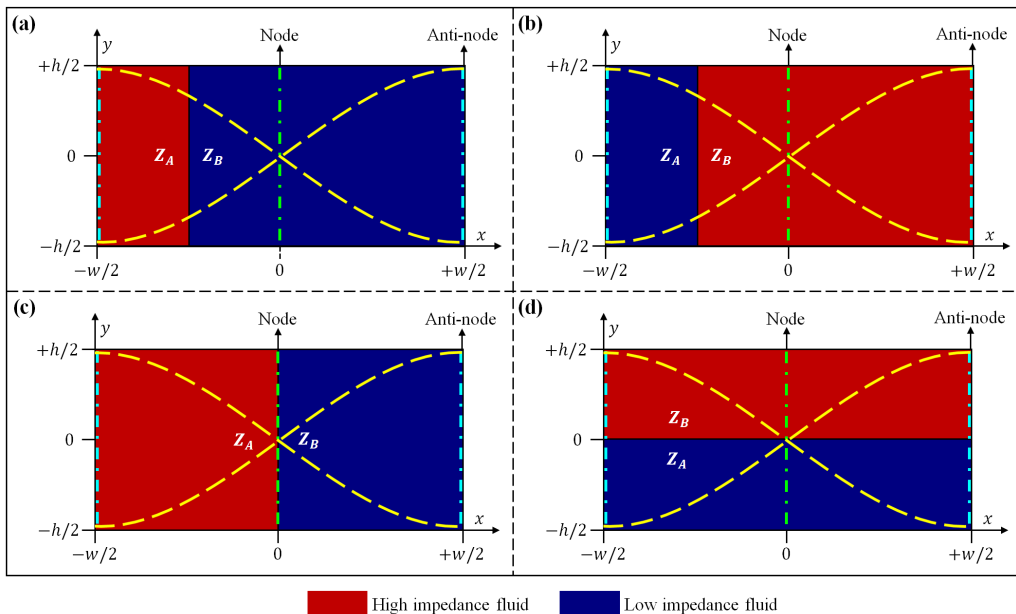 (a)
y
Node
Anti-node
+h/2
0
−h/2
Z_A
Z_B
x
−w/2
0
+w/2
(b)
y
Node
Anti-node
+h/2
0
−h/2
Z_A
Z_B
x
−w/2
0
+w/2
(c)
y
Node
Anti-node
+h/2
0
−h/2
Z_A
Z_B
x
−w/2
0
+w/2
(d)
y
Node
Anti-node
+h/2
Z_B
0
Z_A
−h/2
x
−w/2
0
+w/2
High impedance fluid
Low impedance fluid